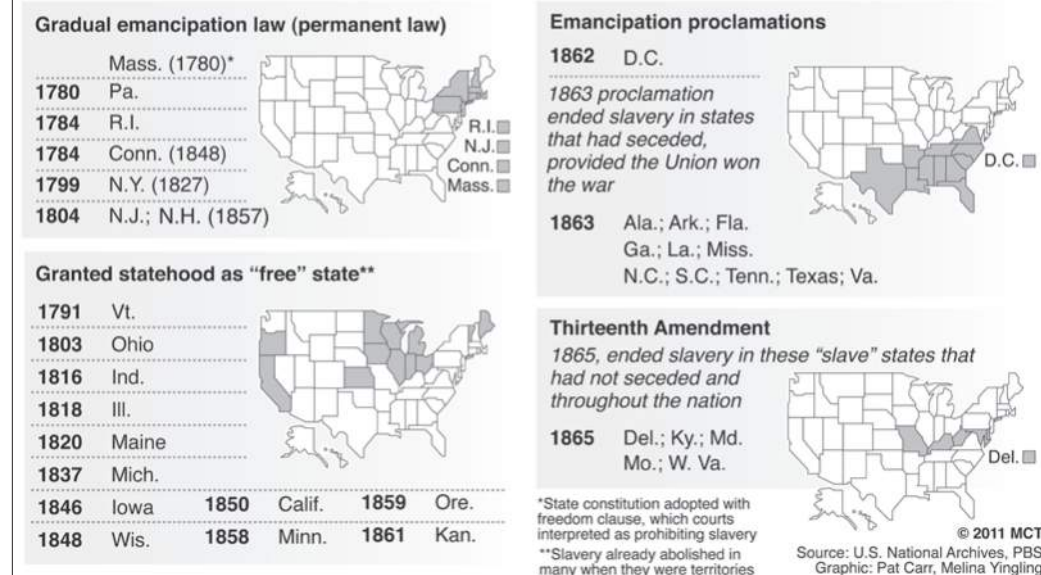 Gradual emancipation law (permanent law)
Mass. (1780)*
1780 Pa.
1784 R.I.
1784 Conn. (1848)
1799 N.Y. (1827)
1804 N.J.; N.H. (1857)
R.I.
N.J.
Conn.
Mass.
Granted statehood as “free” state**
1791 Vt.
1803 Ohio
1816 Ind.
1818 Ill.
1820 Maine
1837 Mich.
1846 Iowa 1850 Calif. 1859 Ore.
1848 Wis. 1858 Minn. 1861 Kan.
Emancipation proclamations
1862 D.C.
1863 proclamation
ended slavery in states
that had seceded,
provided the Union won
the war
D.C.
1863 Ala.; Ark.; Fla.
Ga.; La.; Miss.
N.C.; S.C.; Tenn.; Texas; Va.
Thirteenth Amendment
1865, ended slavery in these “slave” states that
had not seceded and
throughout the nation
1865 Del.; Ky.; Md.
Mo.; W. Va.
Del.
*State constitution adopted with
freedom clause, which courts
interpreted as prohibiting slavery
**Slavery already abolished in
many when they were territories
© 2011 MCT
Source: U.S. National Archives, PBS
Graphic: Pat Carr, Melina Yingling